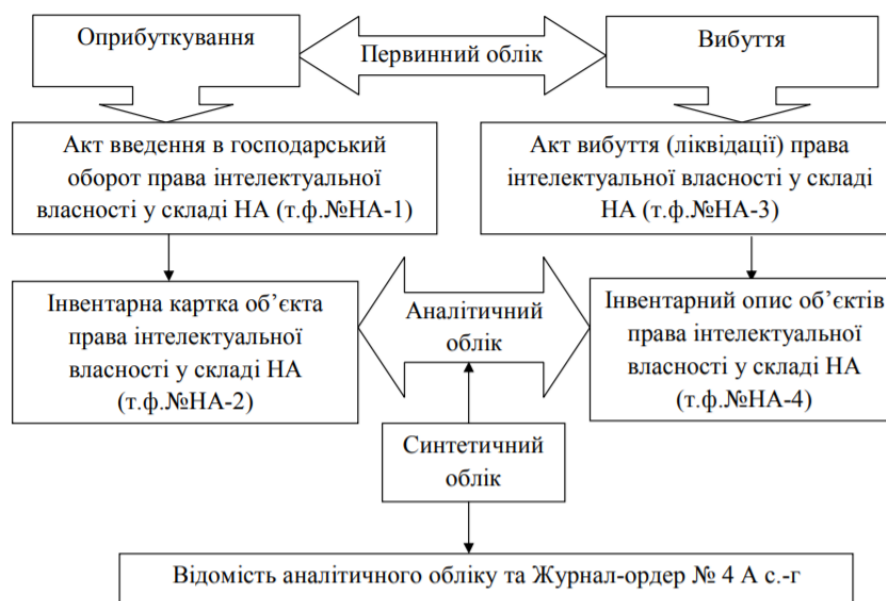 Оприбуткування
Первинний облік
Вибуття
Акт введення в господарський
оборот права інтелектуальної
власності у складі НА (т.ф.№НА-1)
Акт вибуття (ліквідації) права
інтелектуальної власності у складі
НА (т.ф.№НА-3)
Інвентарна картка об’єкта
права інтелектуальної
власності у складі НА
(т.ф.№НА-2)
Аналітичний
облік
Інвентарний опис об’єктів
права інтелектуальної
власності у складі НА
(т.ф.№НА-4)
Синтетичний
облік
Відомість аналітичного обліку та Журнал-ордер № 4 А с.-г